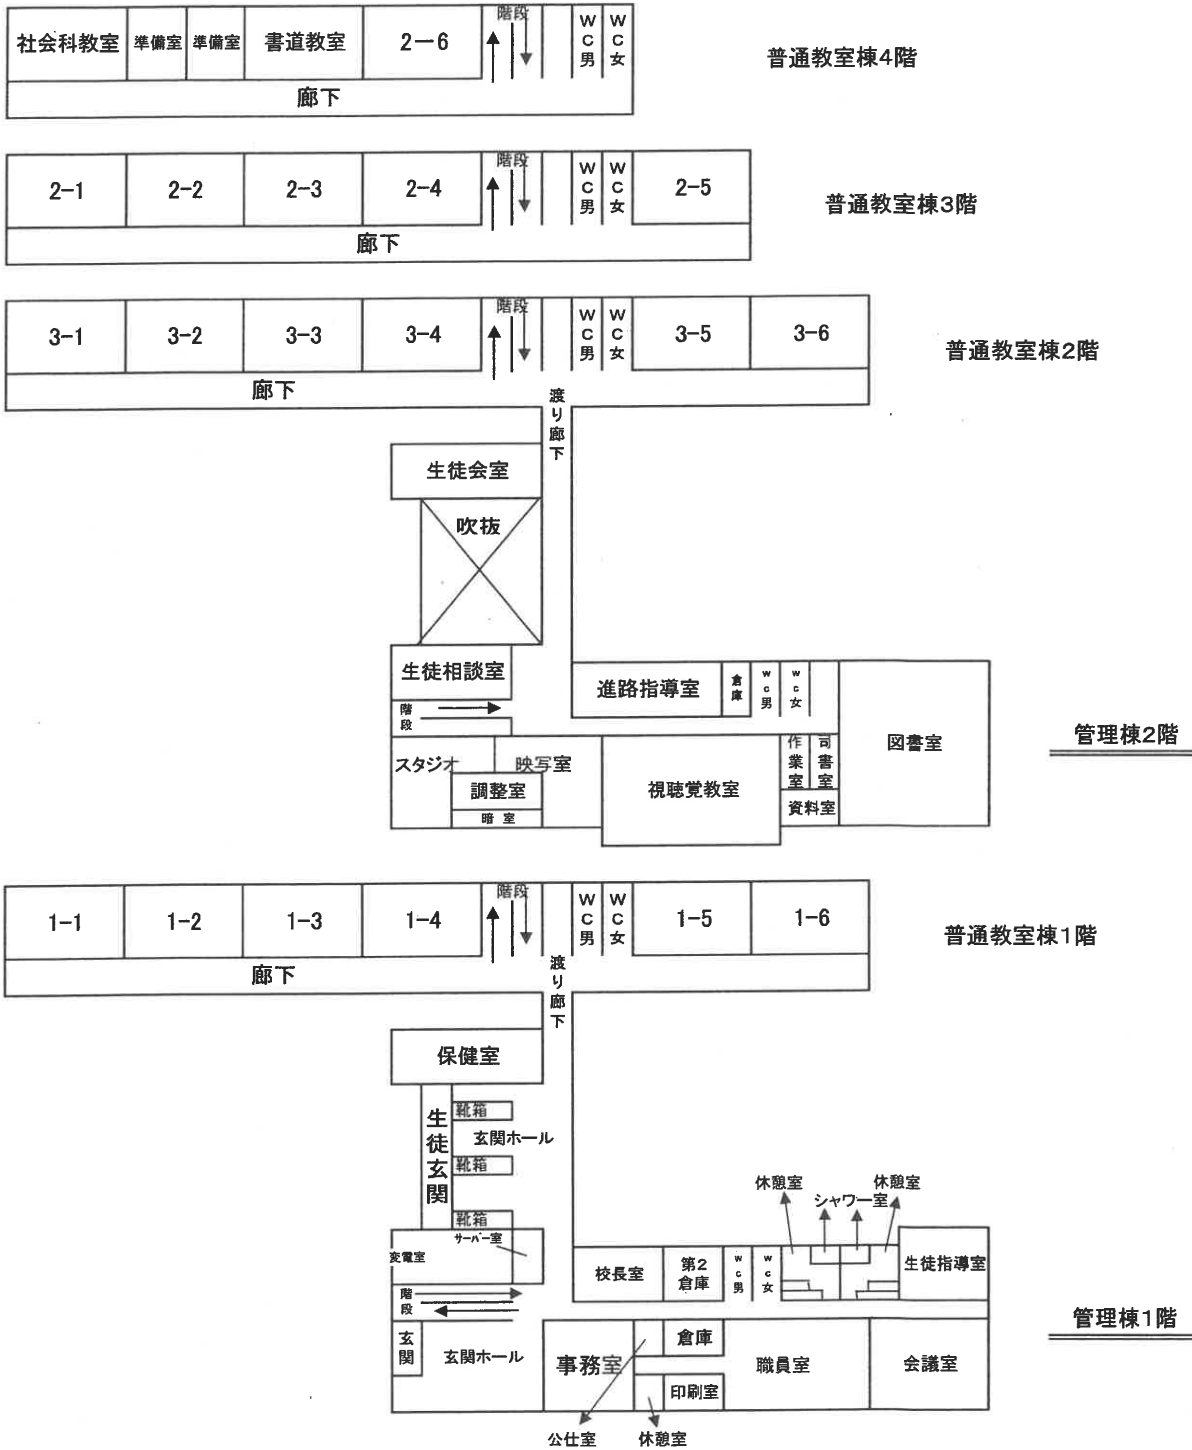 社会科教室
準備室
準備室
書道教室
2－6
階段
WC男
WC女
廊下
普通教室棟4階
2-1
2-2
2-3
2-4
階段
WC男
WC女
2-5
廊下
普通教室棟3階
3-1
3-2
3-3
3-4
階段
WC男
WC女
3-5
3-6
廊下
普通教室棟2階
渡り廊下
生徒会室
吹抜
生徒相談室
階段
進路指導室
倉庫
WC男
WC女
図書室
管理棟2階
スタジオ
映写室
調整室
暗室
視聴覚教室
作業室
司書室
資料室
1-1
1-2
1-3
1-4
階段
WC男
WC女
1-5
1-6
廊下
普通教室棟1階
渡り廊下
保健室
生徒玄関
靴箱
玄関ホール
靴箱
靴箱
サーバー室
変電室
階段
玄関
玄関ホール
校長室
第2倉庫
WC男
WC女
休憩室
シャワー室
休憩室
生徒指導室
管理棟1階
事務室
倉庫
印刷室
職員室
会議室
公仕室
休憩室